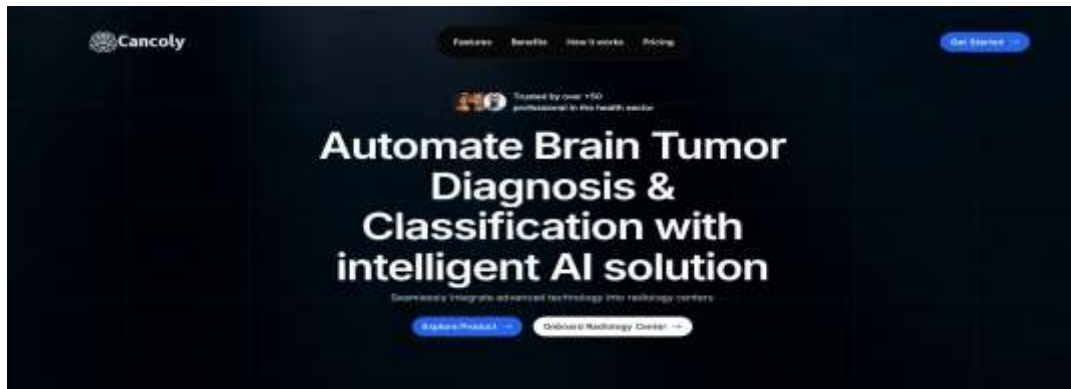 Cancoly
Features Benefits How it works Pricing
Get Started →
Trusted by over +50
professional in the health sector
Automate Brain Tumor
Diagnosis &
Classification with
intelligent AI solution
Seamlessly integrate advanced technology into radiology centers
Explore Product →
Onboard Radiology Center →